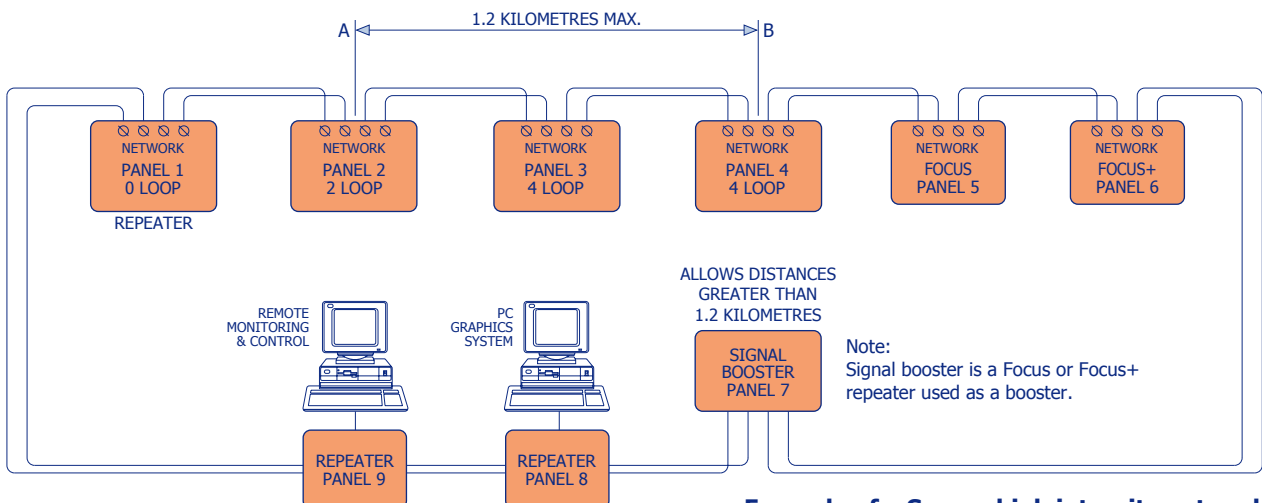 1.2 KILOMETRES MAX.
A
B
NETWORK
PANEL 1
0 LOOP
REPEATER
NETWORK
PANEL 2
2 LOOP
NETWORK
PANEL 3
4 LOOP
NETWORK
PANEL 4
4 LOOP
NETWORK
FOCUS
PANEL 5
NETWORK
FOCUS+
PANEL 6
REMOTE
MONITORING
& CONTROL
PC
GRAPHICS
SYSTEM
ALLOWS DISTANCES
GREATER THAN
1.2 KILOMETRES
SIGNAL
BOOSTER
PANEL 7
Note:
Signal booster is a Focus or Focus+
repeater used as a booster.
REPEATER
PANEL 9
REPEATER
PANEL 8